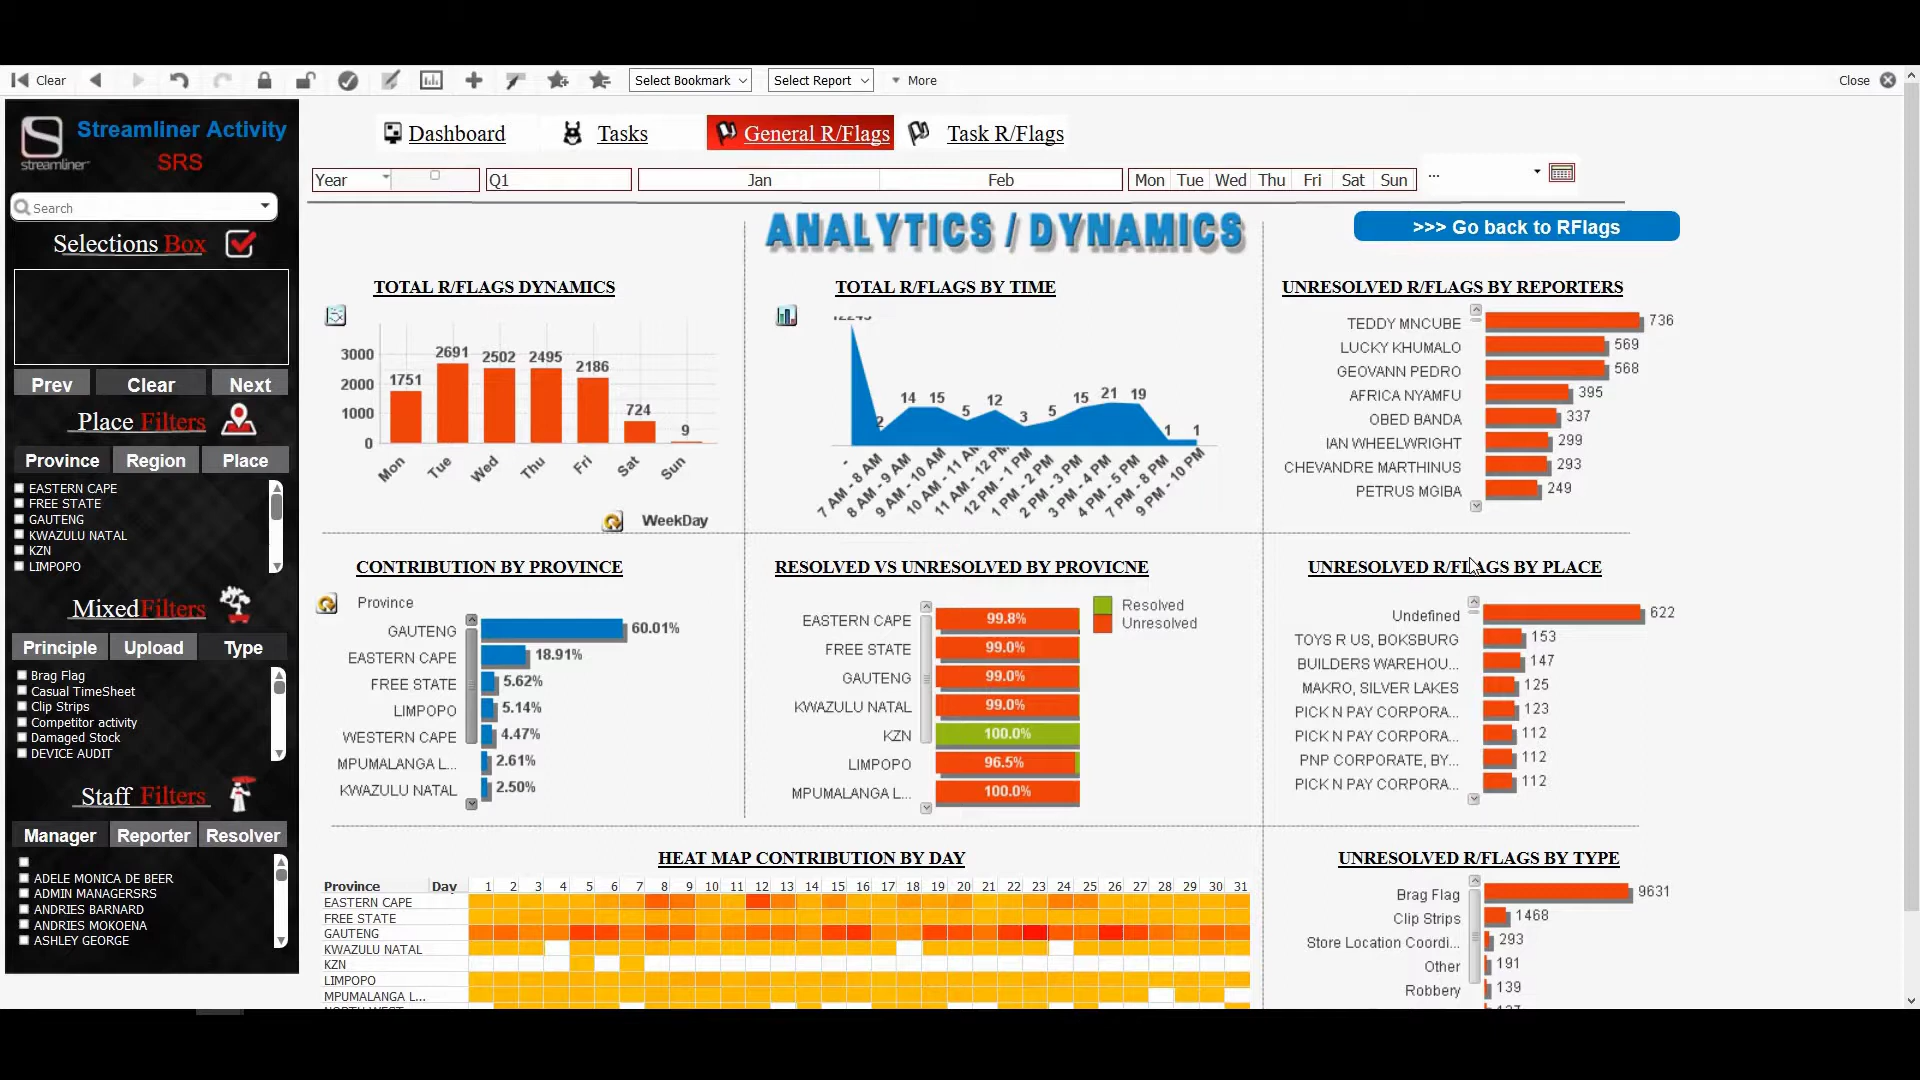 Clear
Select Bookmark
Select Report
More
Close
streamliner
Streamliner Activity
SRS
Search
Selections Box
Prev Clear Next
Place Filters
Province Region Place
EASTERN CAPE
FREE STATE
GAUTENG
KWAZULU NATAL
KZN
LIMPOPO
MixedFilters
Principle Upload Type
Brag Flag
Casual TimeSheet
Clip Strips
Competitor activity
Damaged Stock
DEVICE AUDIT
Staff Filters
Manager Reporter Resolver
ADELE MONICA DE BEER
ADMIN MANAGERSRS
ANDRIES BARNARD
ANDRIES MOKOENA
ASHLEY GEORGE
Dashboard Tasks General R/Flags Task R/Flags
Year Q1 Jan Feb Mon Tue Wed Thu Fri Sat Sun ...
ANALYTICS / DYNAMICS
>>> Go back to RFlags
TOTAL R/FLAGS DYNAMICS
3000
2000
1000
0
1751 2691 2502 2495 2186 724 9
Mon Tue Wed Thu Fri Sat Sun
WeekDay
TOTAL R/FLAGS BY TIME
2 14 15 5 12 3 5 15 21 19 1 1
-
7 AM - 8 AM
8 AM - 9 AM
9 AM - 10 AM
10 AM - 11 AM
11 AM - 12 PM
12 PM - 1 PM
1 PM - 2 PM
2 PM - 3 PM
3 PM - 4 PM
4 PM - 5 PM
7 PM - 8 PM
9 PM - 10 PM
UNRESOLVED R/FLAGS BY REPORTERS
TEDDY MNCUBE 736
LUCKY KHUMALO 569
GEOVANN PEDRO 568
AFRICA NYAMFU 395
OBED BANDA 337
IAN WHEELWRIGHT 299
CHEVANDRE MARTHINUS 293
PETRUS MGIBA 249
CONTRIBUTION BY PROVINCE
Province
GAUTENG 60.01%
EASTERN CAPE 18.91%
FREE STATE 5.62%
LIMPOPO 5.14%
WESTERN CAPE 4.47%
MPUMALANGA L... 2.61%
KWAZULU NATAL 2.50%
RESOLVED VS UNRESOLVED BY PROVICNE
Resolved
Unresolved
EASTERN CAPE 99.8%
FREE STATE 99.0%
GAUTENG 99.0%
KWAZULU NATAL 99.0%
KZN 100.0%
LIMPOPO 96.5%
MPUMALANGA L... 100.0%
UNRESOLVED R/FLAGS BY PLACE
Undefined 622
TOYS R US, BOKSBURG 153
BUILDERS WAREHOU... 147
MAKRO, SILVER LAKES 125
PICK N PAY CORPORA... 123
PICK N PAY CORPORA... 112
PNP CORPORATE, BY... 112
PICK N PAY CORPORA... 112
HEAT MAP CONTRIBUTION BY DAY
Province Day 1 2 3 4 5 6 7 8 9 10 11 12 13 14 15 16 17 18 19 20 21 22 23 24 25 26 27 28 29 30 31
EASTERN CAPE
FREE STATE
GAUTENG
KWAZULU NATAL
KZN
LIMPOPO
MPUMALANGA L...
UNRESOLVED R/FLAGS BY TYPE
Brag Flag 9631
Clip Strips 1468
Store Location Coordi... 293
Other 191
Robbery 139